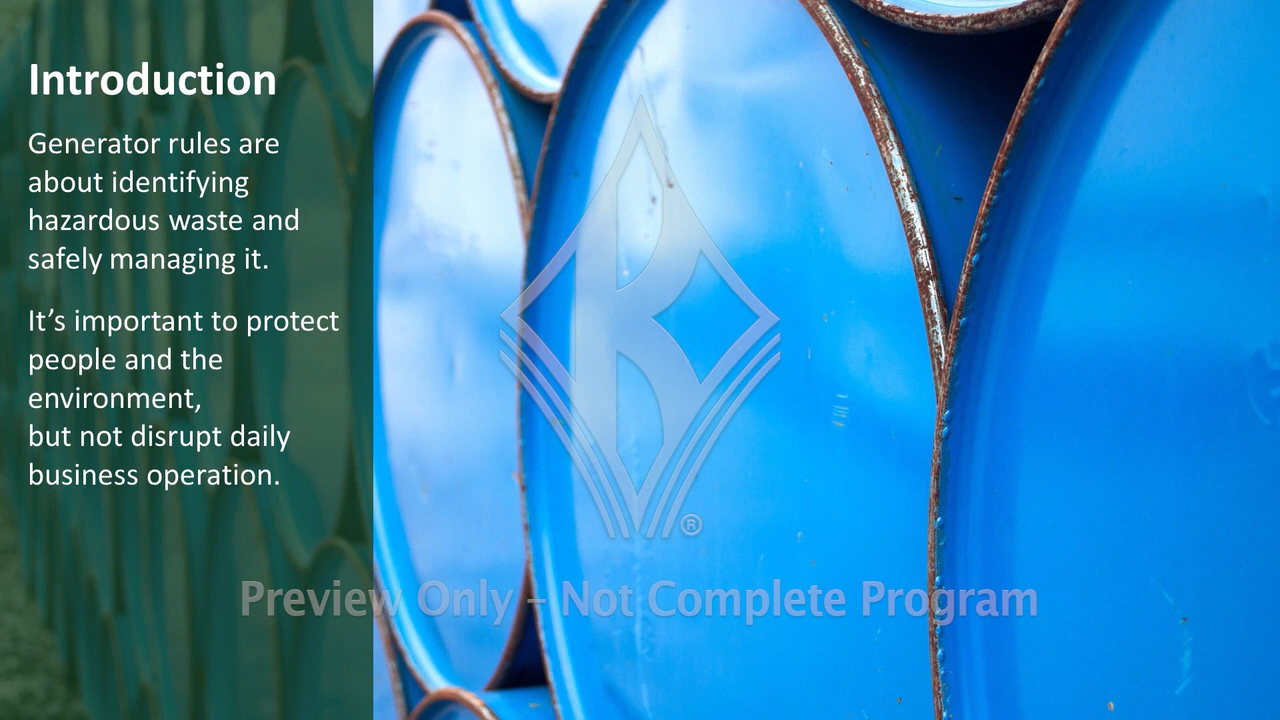 Introduction
Generator rules are
about identifying
hazardous waste and
safely managing it.
It’s important to protect
people and the
environment,
but not disrupt daily
business operation.
K
®
Preview Only – Not Complete Program